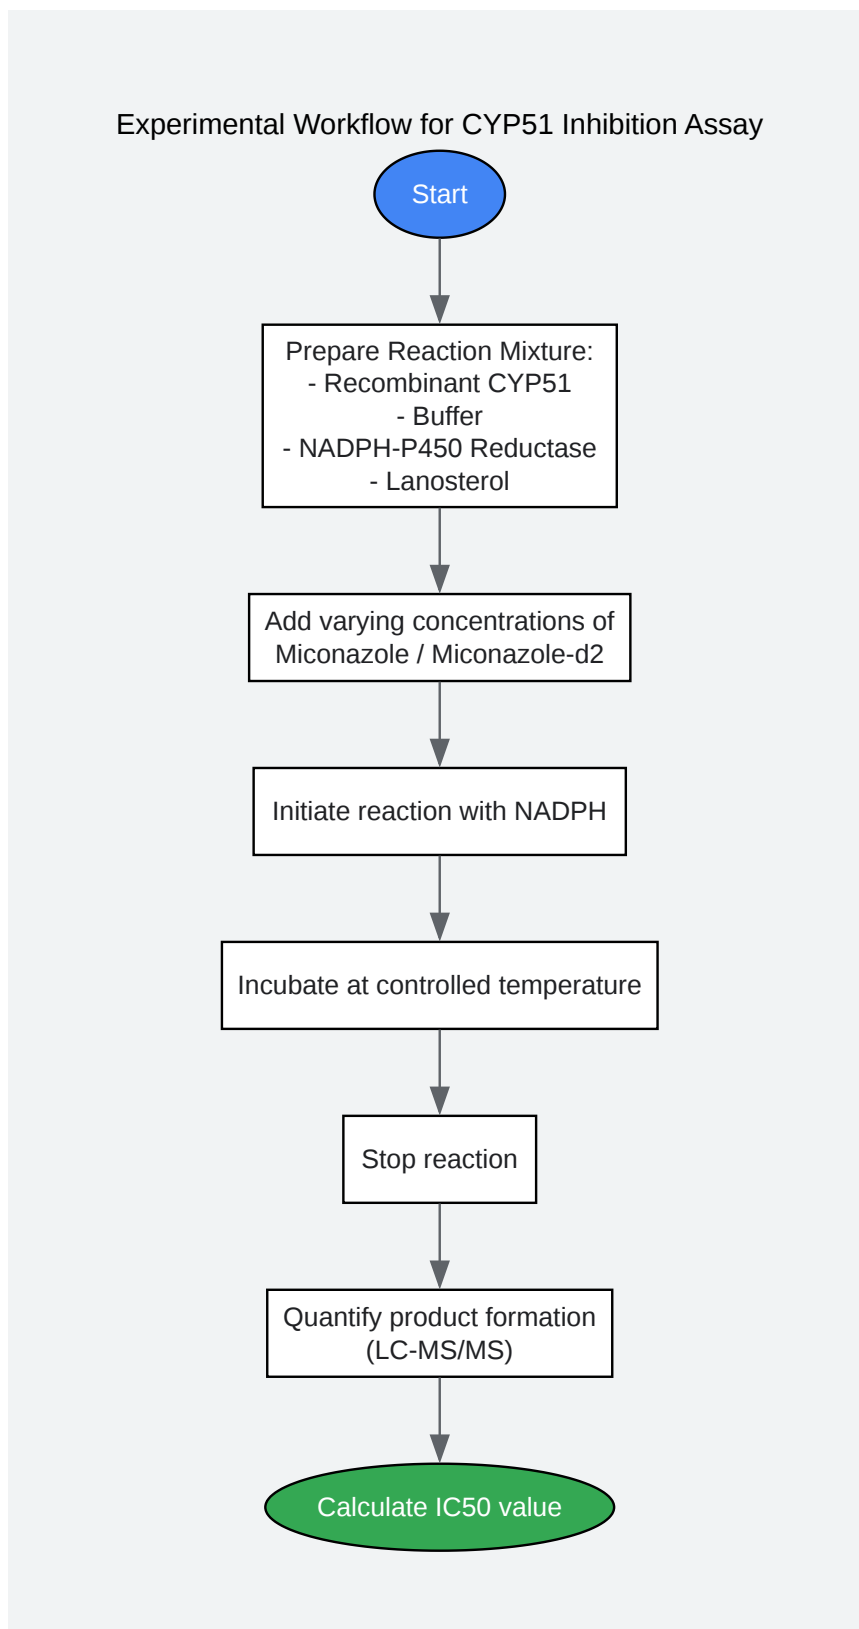 Experimental Workflow for CYP51 Inhibition Assay
Start
Prepare Reaction Mixture:
- Recombinant CYP51
- Buffer
- NADPH-P450 Reductase
- Lanosterol
Add varying concentrations of
Miconazole / Miconazole-d2
Initiate reaction with NADPH
Incubate at controlled temperature
Stop reaction
Quantify product formation
(LC-MS/MS)
Calculate IC50 value